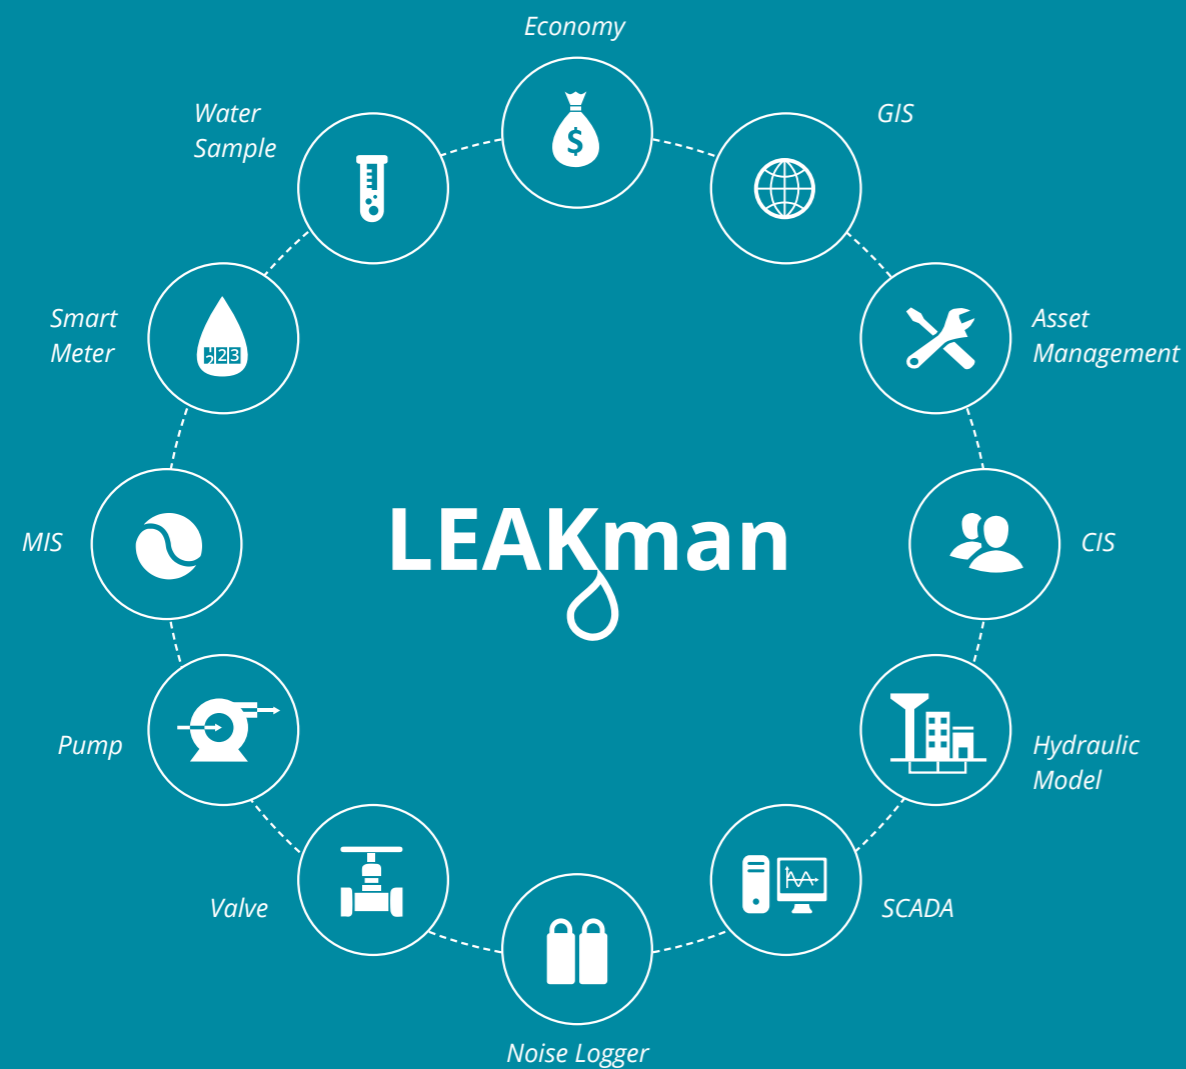 Economy
GIS
Water
Sample
$
Smart
Meter
123
Asset
Management
MIS
LEAKman
CIS
Pump
Hydraulic
Model
Valve
SCADA
Noise Logger